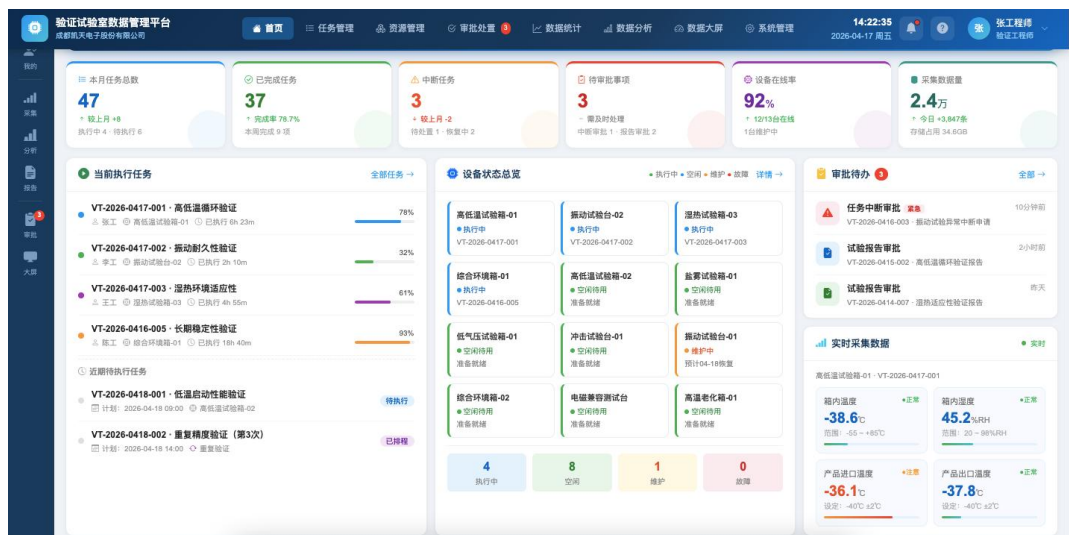 验证试验室数据管理平台
成都凯天电子股份有限公司
首页
任务管理
资源管理
审批处置 3
数据统计
数据分析
数据大屏
系统管理
14:22:35
2026-04-17 周五
张
张工程师
验证工程师
我的
采集
分析
报告
3
审批
大屏
本月任务总数
47
↑ 较上月 +8
执行中 4 · 待执行 6
已完成任务
37
↑ 完成率 78.7%
本周完成 9 项
中断任务
3
↓ 较上月 -2
待处置 1 · 恢复中 2
待审批事项
3
− 需及时处理
中断审批 1 · 报告审批 2
设备在线率
92%
↑ 12/13台在线
1台维护中
采集数据量
2.4万
↑ 今日 +3,847条
存储占用 34.6GB
当前执行任务
全部任务 →
VT-2026-0417-001 · 高低温循环验证
张工 高低温试验箱-01 已执行 6h 23m
78%
VT-2026-0417-002 · 振动耐久性验证
李工 振动试验台-02 已执行 2h 10m
32%
VT-2026-0417-003 · 湿热环境适应性
王工 湿热试验箱-03 已执行 4h 55m
61%
VT-2026-0416-005 · 长期稳定性验证
陈工 综合环境箱-01 已执行 18h 40m
93%
近期待执行任务
VT-2026-0418-001 · 低温启动性能验证
计划：2026-04-18 09:00 高低温试验箱-02
待执行
VT-2026-0418-002 · 重复精度验证（第3次）
计划：2026-04-18 14:00 重复验证
已排程
设备状态总览
● 执行中 ● 空闲 ● 维护 ● 故障 详情 →
高低温试验箱-01
● 执行中
VT-2026-0417-001
振动试验台-02
● 执行中
VT-2026-0417-002
湿热试验箱-03
● 执行中
VT-2026-0417-003
综合环境箱-01
● 执行中
VT-2026-0416-005
高低温试验箱-02
● 空闲待用
准备就绪
盐雾试验箱-01
● 空闲待用
准备就绪
低气压试验箱-01
● 空闲待用
准备就绪
冲击试验台-01
● 空闲待用
准备就绪
振动试验台-01
● 维护中
预计04-18恢复
综合环境箱-02
● 空闲待用
准备就绪
电磁兼容测试台
● 空闲待用
准备就绪
高温老化箱-01
● 空闲待用
准备就绪
4
执行中
8
空闲
1
维护
0
故障
审批待办 3
全部 →
任务中断审批 紧急
10分钟前
VT-2026-0416-003 · 振动试验异常中断申请
试验报告审批
2小时前
VT-2026-0415-002 · 高低温循环验证报告
试验报告审批
昨天
VT-2026-0414-007 · 湿热适应性验证报告
实时采集数据
● 实时
高低温试验箱-01 · VT-2026-0417-001
箱内温度 ●正常
-38.6℃
范围：-55 ~ +85℃
箱内湿度 ●正常
45.2%RH
范围：20 ~ 98%RH
产品进口温度 ●注意
-36.1℃
设定：-40℃ ±2℃
产品出口温度 ●正常
-37.8℃
设定：-40℃ ±2℃